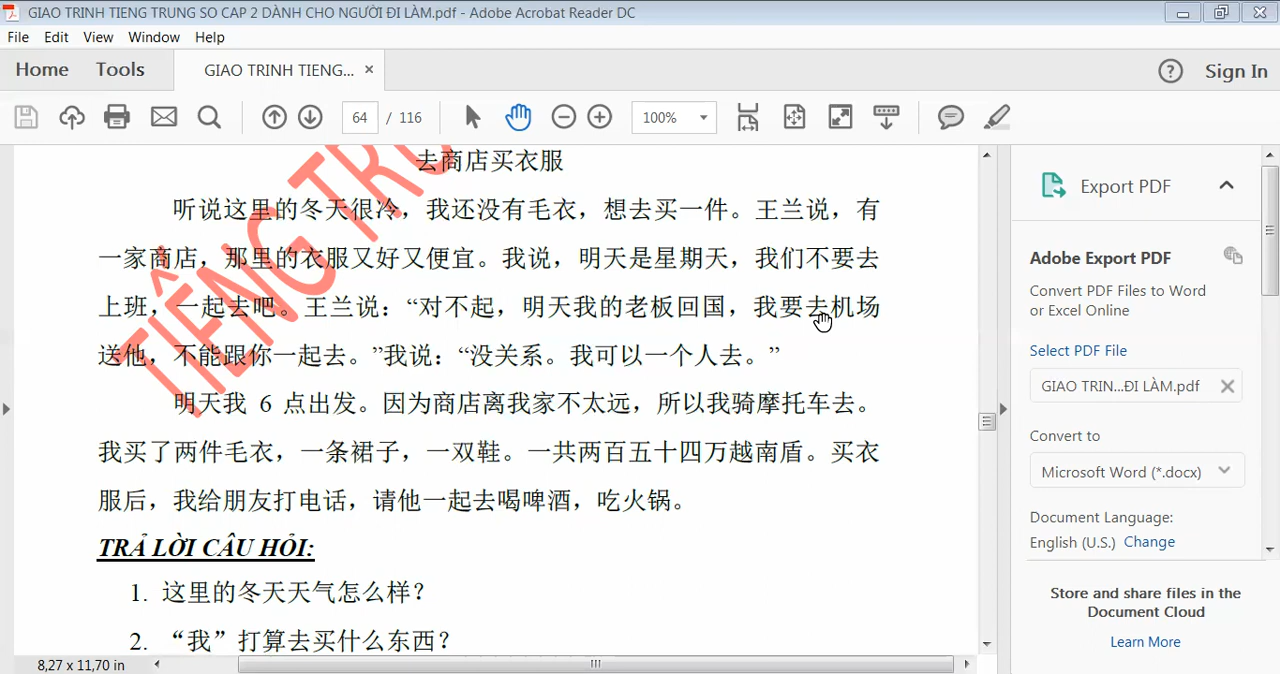 GIAO TRINH TIENG TRUNG SO CAP 2 DÀNH CHO NGƯỜI ĐI LÀM.pdf - Adobe Acrobat Reader DC
File Edit View Window Help
Home Tools GIAO TRINH TIENG... × ? Sign In
64 / 116 100%
去商店买衣服
听说这里的冬天很冷，我还没有毛衣，想去买一件。王兰说，有
一家商店，那里的衣服又好又便宜。我说，明天是星期天，我们不要去
上班，一起去吧。王兰说：“对不起，明天我的老板回国，我要去机场
送他，不能跟你一起去。”我说：“没关系。我可以一个人去。”
明天我 6 点出发。因为商店离我家不太远，所以我骑摩托车去。
我买了两件毛衣，一条裙子，一双鞋。一共两百五十四万越南盾。买衣
服后，我给朋友打电话，请他一起去喝啤酒，吃火锅。
TRẢ LỜI CÂU HỎI:
1. 这里的冬天天气怎么样？
2. “我”打算去买什么东西？
TIẾNG TRU
8,27 x 11,70 in
Export PDF
Adobe Export PDF
Convert PDF Files to Word
or Excel Online
Select PDF File
GIAO TRIN...ĐI LÀM.pdf
Convert to
Microsoft Word (*.docx)
Document Language:
English (U.S.) Change
Store and share files in the
Document Cloud
Learn More